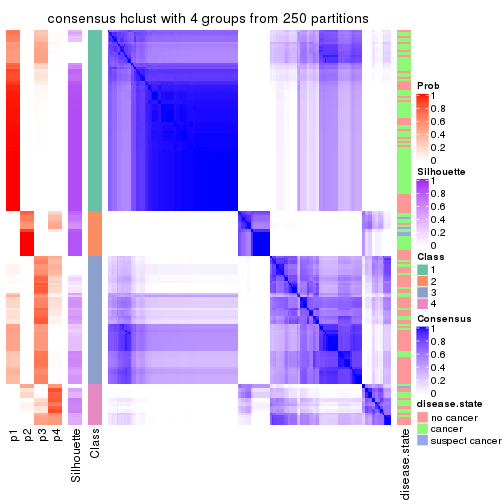 consensus hclust with 4 groups from 250 partitions
p1
p2
p3
p4
Silhouette
Class
disease.state
Prob
1
0.8
0.6
0.4
0.2
0
Silhouette
1
0.8
0.6
0.4
0.2
0
Class
1
2
3
4
Consensus
1
0.8
0.6
0.4
0.2
0
disease.state
no cancer
cancer
suspect cancer